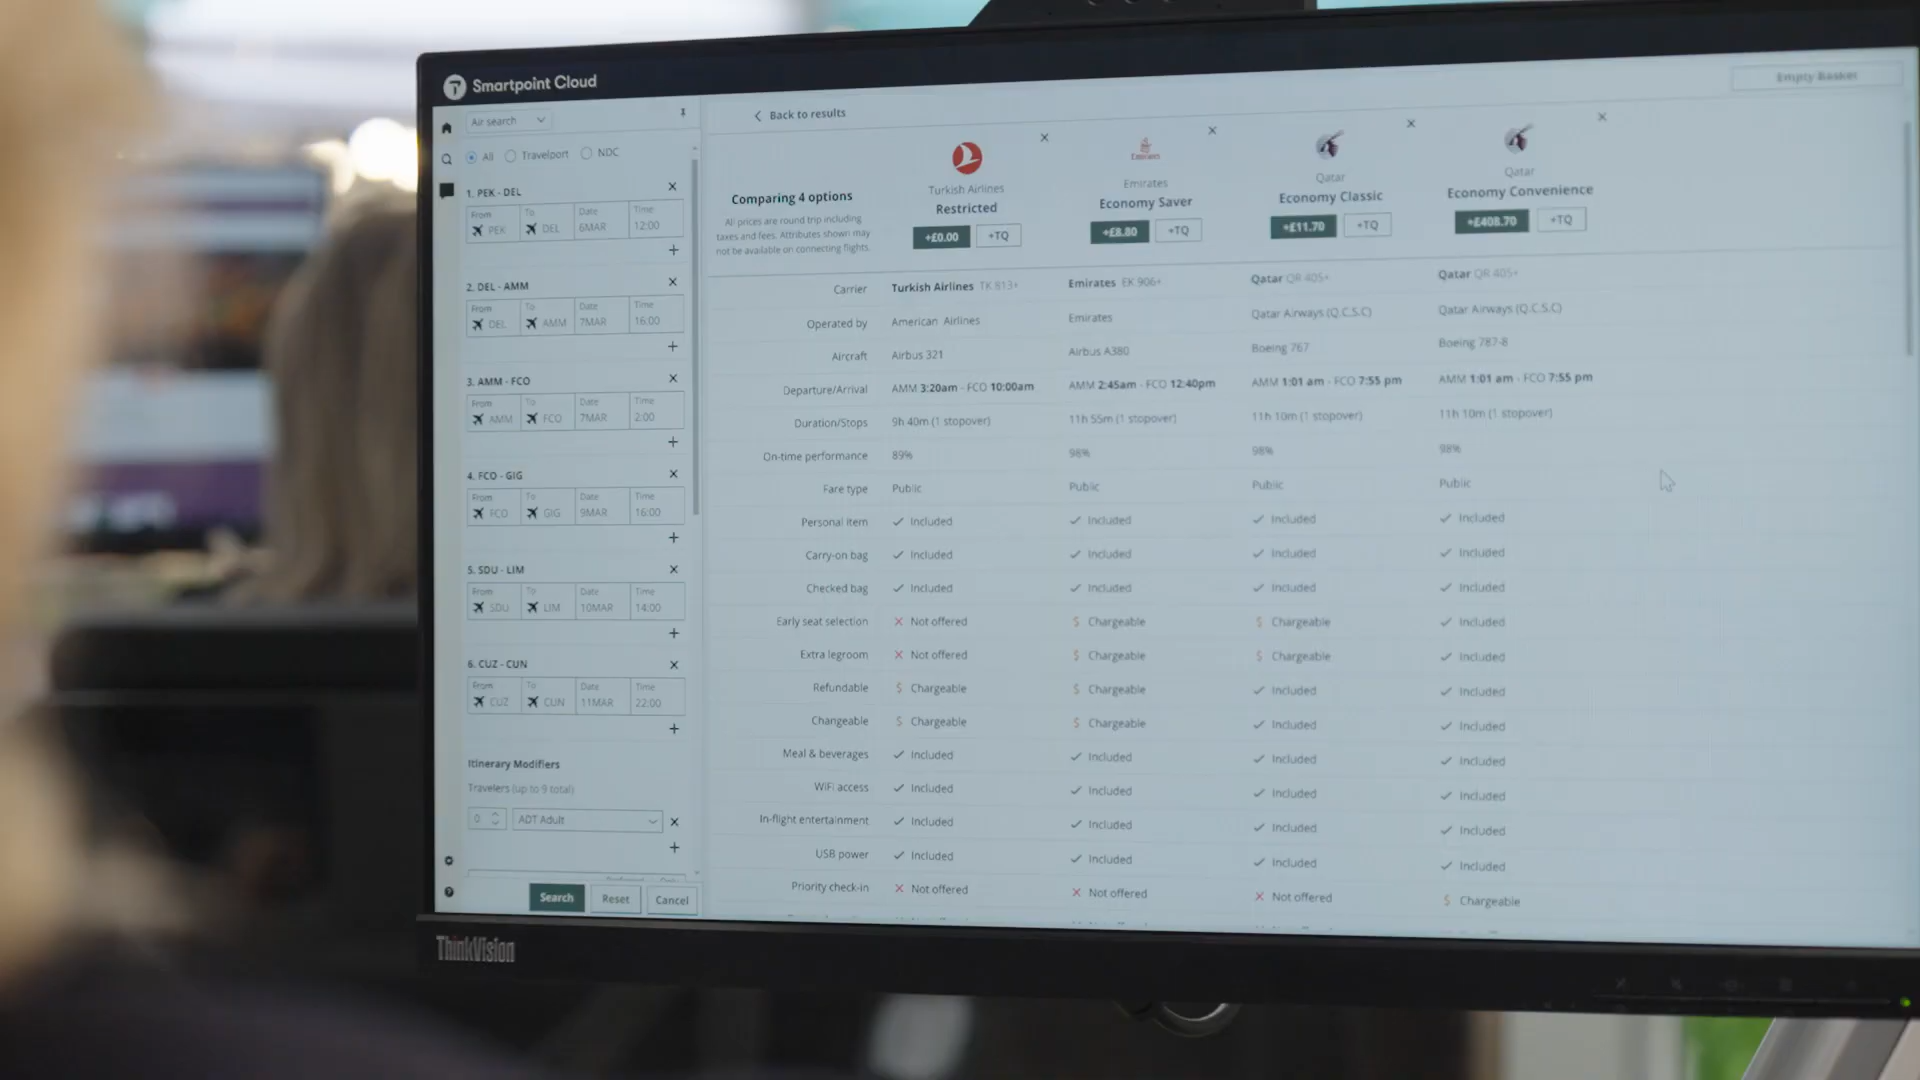 Smartpoint Cloud
Empty Basket
Air search
All Travelport NDC
1. PEK - DEL
From To Date Time
PEK DEL 6MAR 12:00
2. DEL - AMM
From To Date Time
DEL AMM 7MAR 16:00
3. AMM - FCO
From To Date Time
AMM FCO 7MAR 2:00
4. FCO - GIG
From To Date Time
FCO GIG 9MAR 16:00
5. SDU - LIM
From To Date Time
SDU LIM 10MAR 14:00
6. CUZ - CUN
From To Date Time
CUZ CUN 11MAR 22:00
Itinerary Modifiers
Travelers (up to 9 total)
0 ADT Adult
Search Reset Cancel
Back to results
Comparing 4 options
All prices are round trip including
taxes and fees. Attributes shown may
not be available on connecting flights.
Turkish Airlines
Restricted
+£0.00 +TQ
Emirates
Emirates
Economy Saver
+£8.80 +TQ
Qatar
Economy Classic
+£11.70 +TQ
Qatar
Economy Convenience
+£408.70 +TQ
Carrier Turkish Airlines TK 813+ Emirates EK 906+ Qatar QR 405+ Qatar QR 405+
Operated by American Airlines Emirates Qatar Airways (Q.C.S.C) Qatar Airways (Q.C.S.C)
Aircraft Airbus 321 Airbus A380 Boeing 767 Boeing 787-8
Departure/Arrival AMM 3:20am - FCO 10:00am AMM 2:45am - FCO 12:40pm AMM 1:01 am - FCO 7:55 pm AMM 1:01 am - FCO 7:55 pm
Duration/Stops 9h 40m (1 stopover) 11h 55m (1 stopover) 11h 10m (1 stopover) 11h 10m (1 stopover)
On-time performance 89% 98% 98% 98%
Fare type Public Public Public Public
Personal item Included Included Included Included
Carry-on bag Included Included Included Included
Checked bag Included Included Included Included
Early seat selection Not offered $ Chargeable $ Chargeable Included
Extra legroom Not offered $ Chargeable $ Chargeable Included
Refundable $ Chargeable $ Chargeable Included Included
Changeable $ Chargeable $ Chargeable Included Included
Meal & beverages Included Included Included Included
WiFi access Included Included Included Included
In-flight entertainment Included Included Included Included
USB power Included Included Included Included
Priority check-in Not offered Not offered Not offered $ Chargeable
ThinkVision